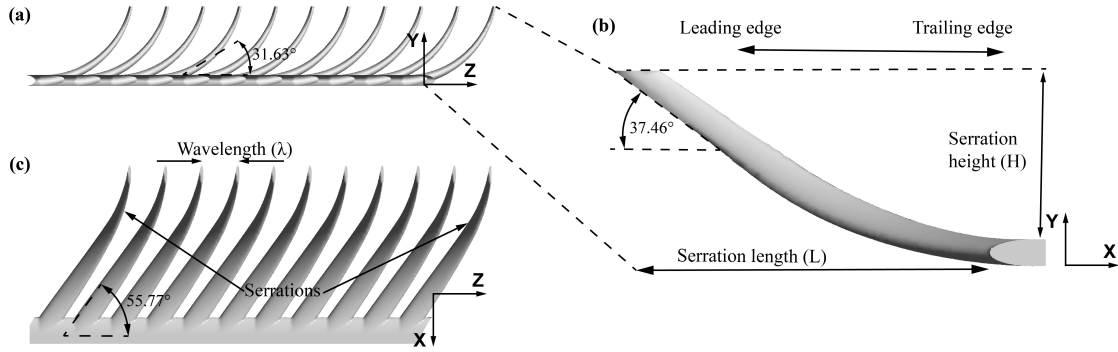 (a)
31.63°
Y
Z
(b)
Leading edge
Trailing edge
37.46°
Serration
height (H)
Serration length (L)
Y
X
(c)
Wavelength (λ)
Serrations
55.77°
Z
X